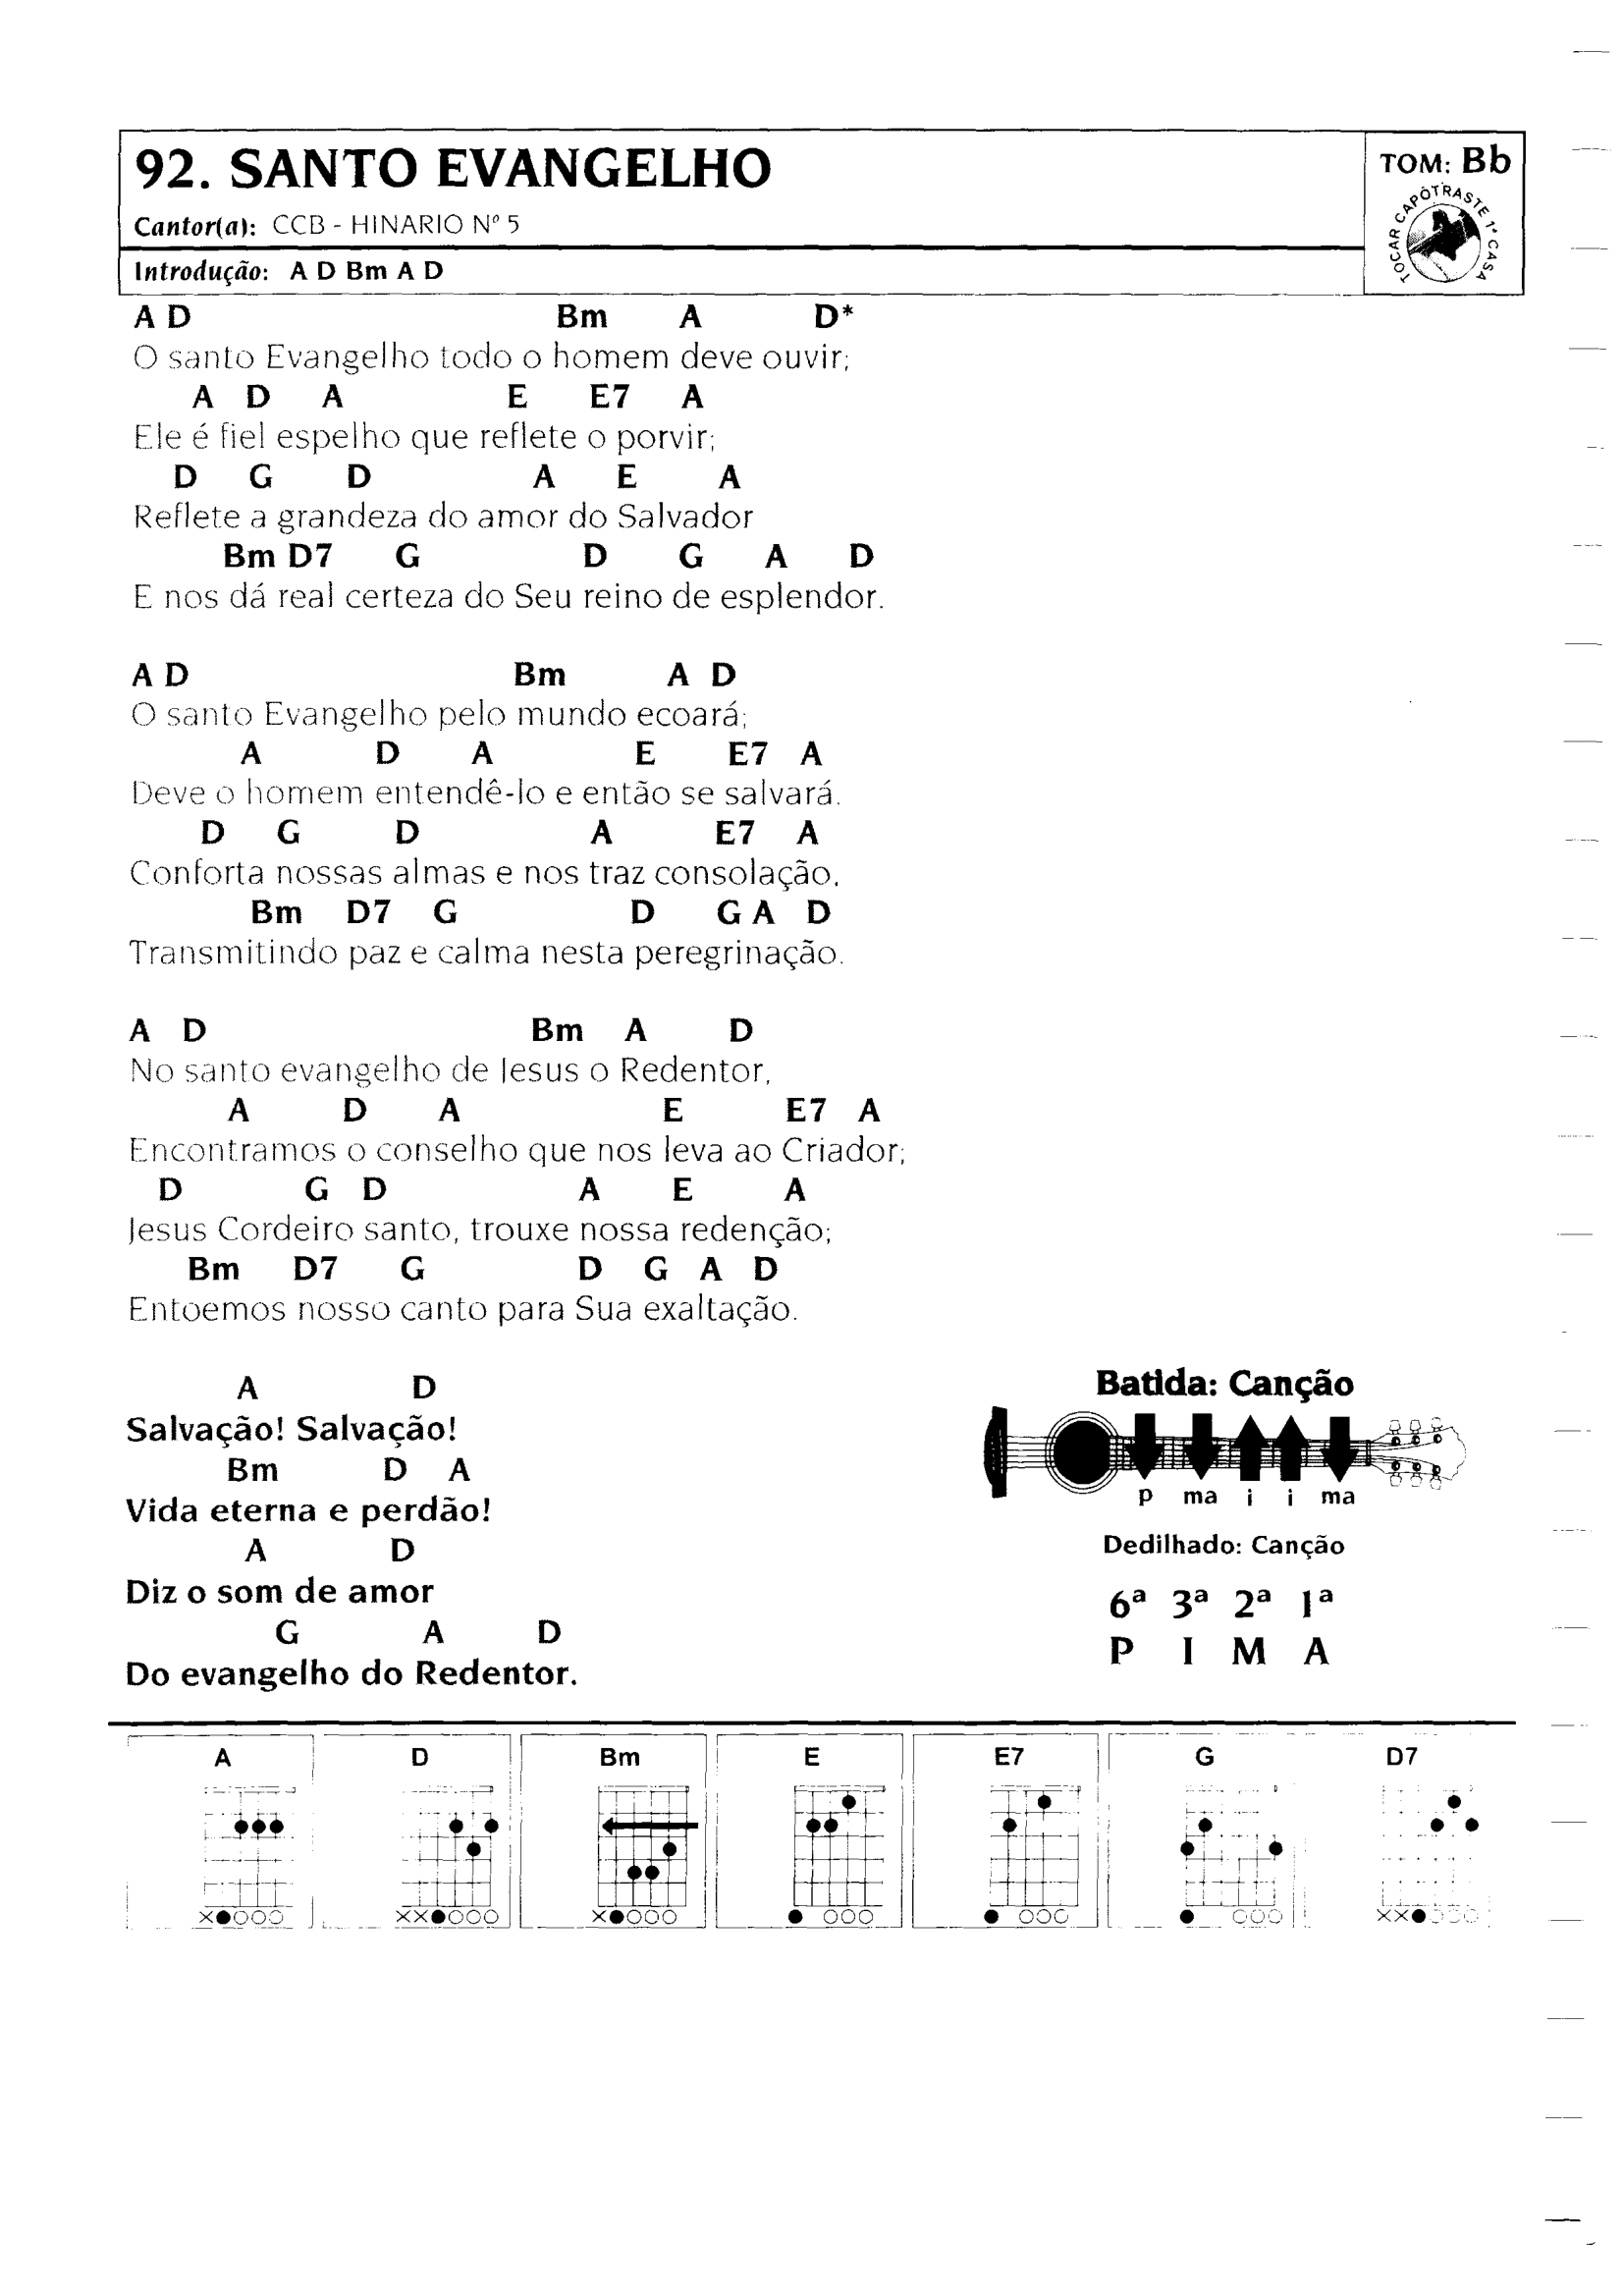 92. SANTO EVANGELHO
TOM: Bb
TOCAR CAPOTRASTE 1ª CASA
Cantor(a): CCB - HINARIO Nº 5
Introdução: A D Bm A D
A D Bm A D*
O santo Evangelho todo o homem deve ouvir;
A D A E E7 A
Ele é fiel espelho que reflete o porvir;
D G D A E A
Reflete a grandeza do amor do Salvador
Bm D7 G D G A D
E nos dá real certeza do Seu reino de esplendor.
A D Bm A D
O santo Evangelho pelo mundo ecoará;
A D A E E7 A
Deve o homem entendê-lo e então se salvará.
D G D A E7 A
Conforta nossas almas e nos traz consolação,
Bm D7 G D G A D
Transmitindo paz e calma nesta peregrinação.
A D Bm A D
No santo evangelho de Jesus o Redentor,
A D A E E7 A
Encontramos o conselho que nos leva ao Criador;
D G D A E A
Jesus Cordeiro santo, trouxe nossa redenção;
Bm D7 G D G A D
Entoemos nosso canto para Sua exaltação.
A D
Salvação! Salvação!
Bm D A
Vida eterna e perdão!
A D
Diz o som de amor
G A D
Do evangelho do Redentor.
Batida: Canção
p ma i i ma
Dedilhado: Canção
6ª 3ª 2ª 1ª
P I M A
A D Bm E E7 G D7